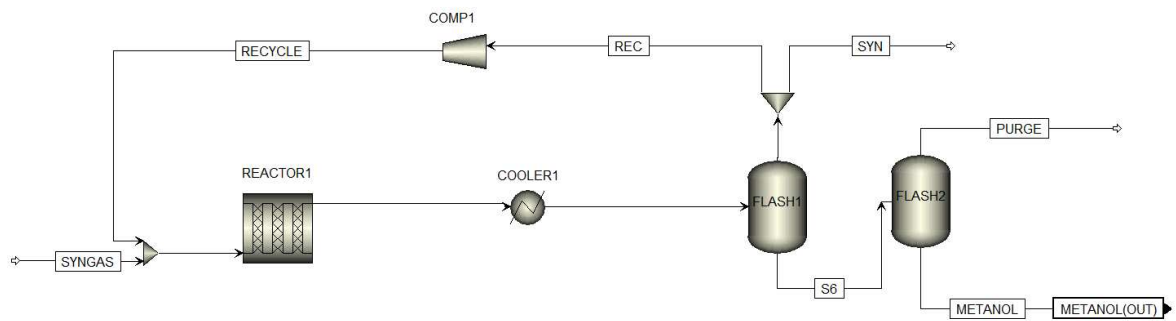 COMP1
RECYCLE
REC
SYN
PURGE
REACTOR1
COOLER1
FLASH1
FLASH2
SYNGAS
S6
METANOL
METANOL(OUT)